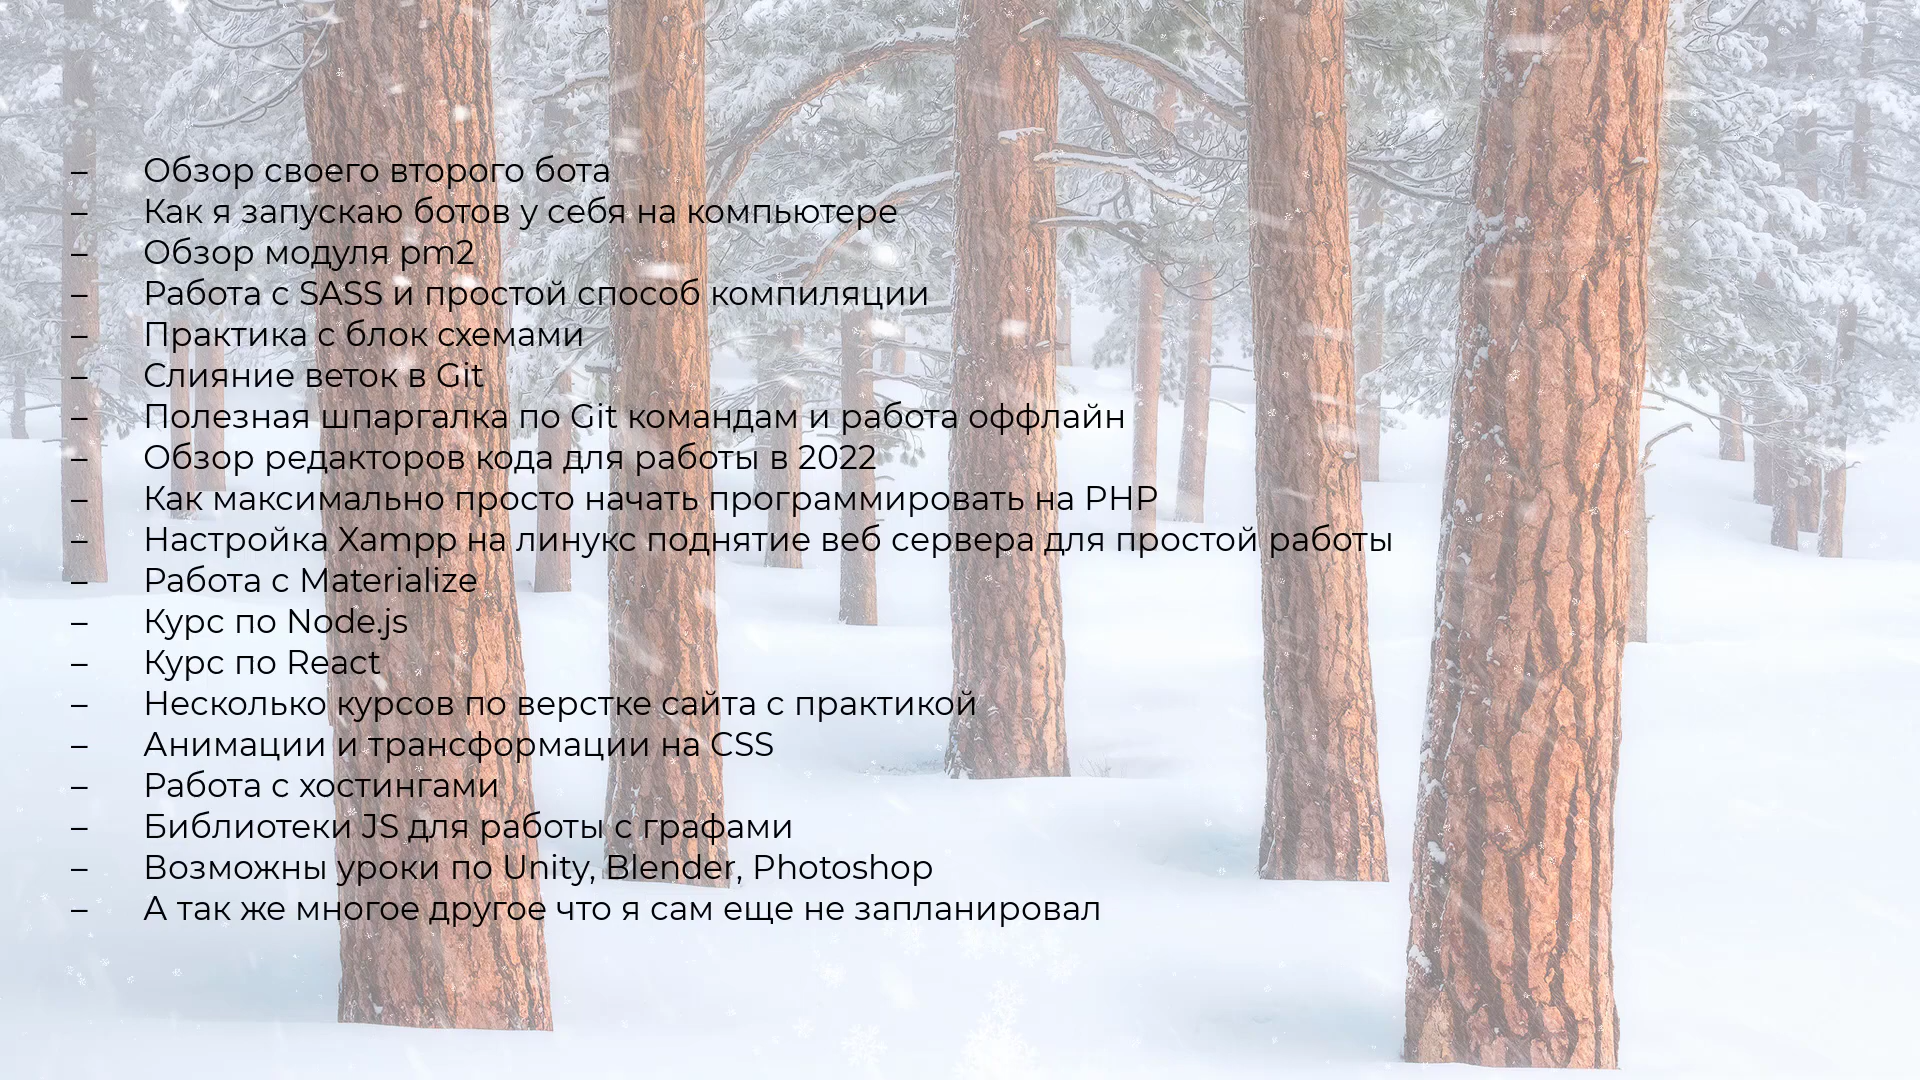 – Обзор своего второго бота
– Как я запускаю ботов у себя на компьютере
– Обзор модуля pm2
– Работа с SASS и простой способ компиляции
– Практика с блок схемами
– Слияние веток в Git
– Полезная шпаргалка по Git командам и работа оффлайн
– Обзор редакторов кода для работы в 2022
– Как максимально просто начать программировать на PHP
– Настройка Xampp на линукс поднятие веб сервера для простой работы
– Работа с Materialize
– Курс по Node.js
– Курс по React
– Несколько курсов по верстке сайта с практикой
– Анимации и трансформации на CSS
– Работа с хостингами
– Библиотеки JS для работы с графами
– Возможны уроки по Unity, Blender, Photoshop
– А так же многое другое что я сам еще не запланировал